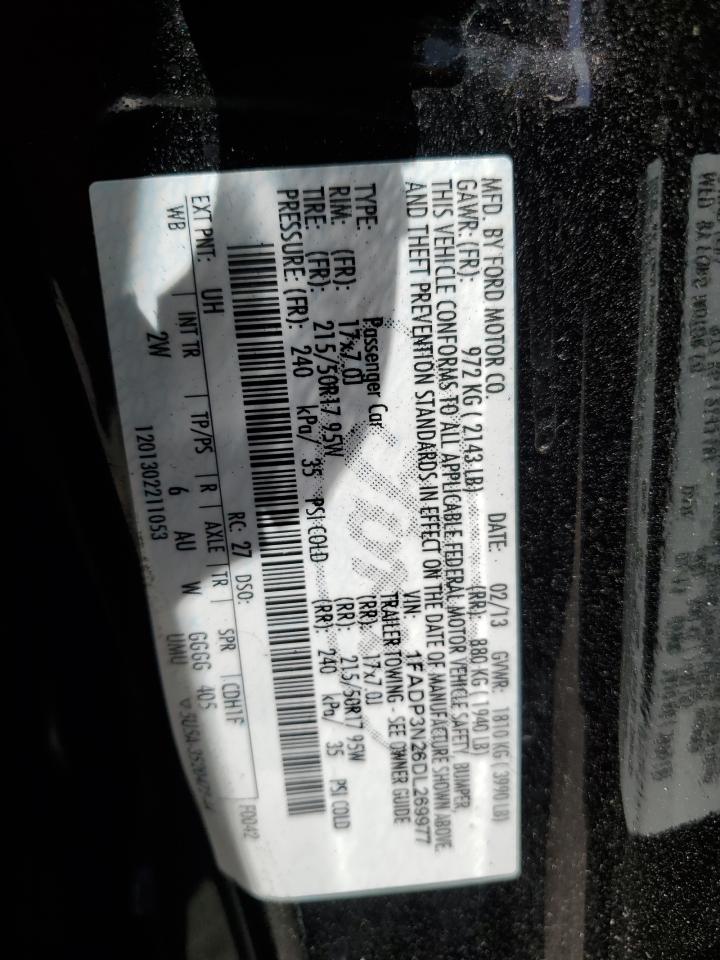 MFD. BY FORD MOTOR CO. DATE: 02/13 GVWR: 1810 KG ( 3990 LB)
GAWR: (FR): 972 KG ( 2143 LB) (RR): 880 KG ( 1940 LB)
THIS VEHICLE CONFORMS TO ALL APPLICABLE FEDERAL MOTOR VEHICLE SAFETY, BUMPER,
AND THEFT PREVENTION STANDARDS IN EFFECT ON THE DATE OF MANUFACTURE SHOWN ABOVE.
VIN: 1FADP3N26DL269977
TYPE: Passenger Car TRAILER TOWING - SEE OWNER GUIDE
RIM: (FR): 17x7.0J (RR): 17x7.0J
TIRE: (FR): 215/50R17 95W (RR): 215/50R17 95W
PRESSURE: (FR): 240 kPa/ 35 PSI COLD (RR): 240 kPa/ 35 PSI COLD
RC: 27 DSO: F0042
EXT PNT: UH
WB INT TR TP/PS R AXLE TR SPR CDH1F
2W 6 AU W GGGG 405
1201302211053 UMU